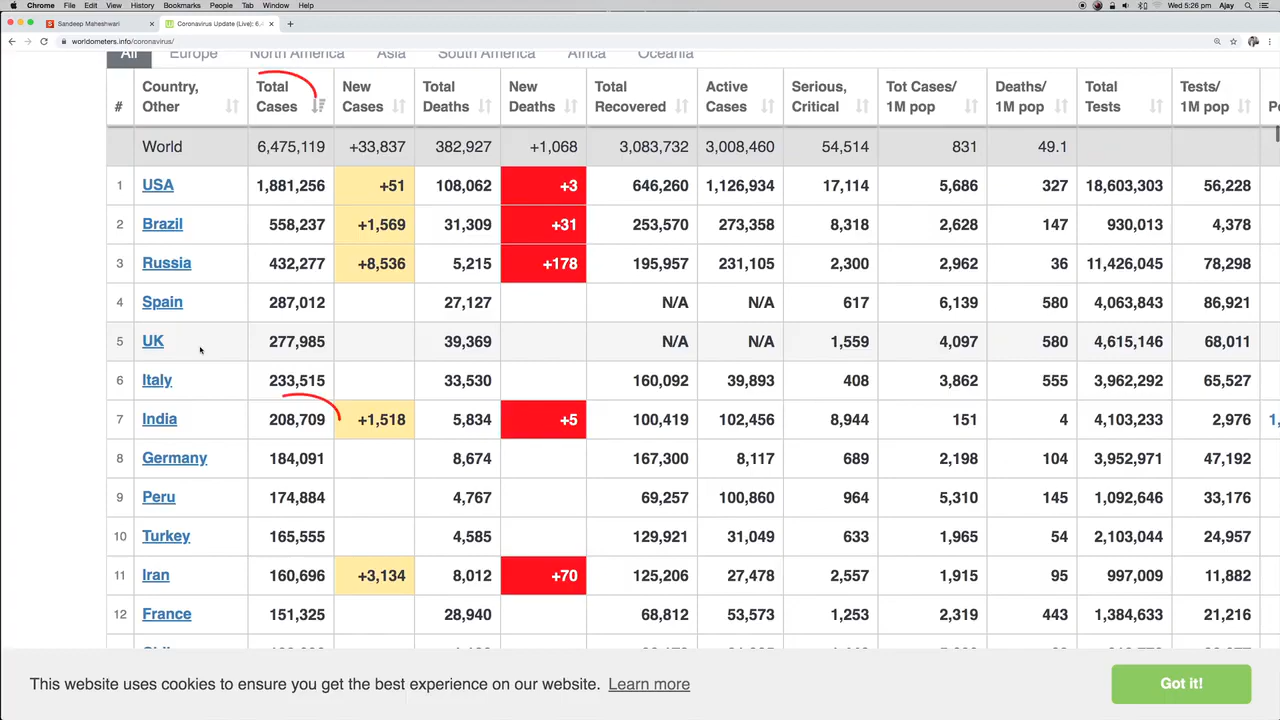 Chrome File Edit View History Bookmarks People Tab Window Help Wed 5:26 pm Ajay
Sandeep Maheshwari Coronavirus Update (Live): 6,4
worldometers.info/coronavirus/
All Europe North America Asia South America Africa Oceania
# Country, Other Total Cases New Cases Total Deaths New Deaths Total Recovered Active Cases Serious, Critical Tot Cases/ 1M pop Deaths/ 1M pop Total Tests Tests/ 1M pop
World 6,475,119 +33,837 382,927 +1,068 3,083,732 3,008,460 54,514 831 49.1
1 USA 1,881,256 +51 108,062 +3 646,260 1,126,934 17,114 5,686 327 18,603,303 56,228
2 Brazil 558,237 +1,569 31,309 +31 253,570 273,358 8,318 2,628 147 930,013 4,378
3 Russia 432,277 +8,536 5,215 +178 195,957 231,105 2,300 2,962 36 11,426,045 78,298
4 Spain 287,012 27,127 N/A N/A 617 6,139 580 4,063,843 86,921
5 UK 277,985 39,369 N/A N/A 1,559 4,097 580 4,615,146 68,011
6 Italy 233,515 33,530 160,092 39,893 408 3,862 555 3,962,292 65,527
7 India 208,709 +1,518 5,834 +5 100,419 102,456 8,944 151 4 4,103,233 2,976 1,
8 Germany 184,091 8,674 167,300 8,117 689 2,198 104 3,952,971 47,192
9 Peru 174,884 4,767 69,257 100,860 964 5,310 145 1,092,646 33,176
10 Turkey 165,555 4,585 129,921 31,049 633 1,965 54 2,103,044 24,957
11 Iran 160,696 +3,134 8,012 +70 125,206 27,478 2,557 1,915 95 997,009 11,882
12 France 151,325 28,940 68,812 53,573 1,253 2,319 443 1,384,633 21,216
This website uses cookies to ensure you get the best experience on our website. Learn more
Got it!